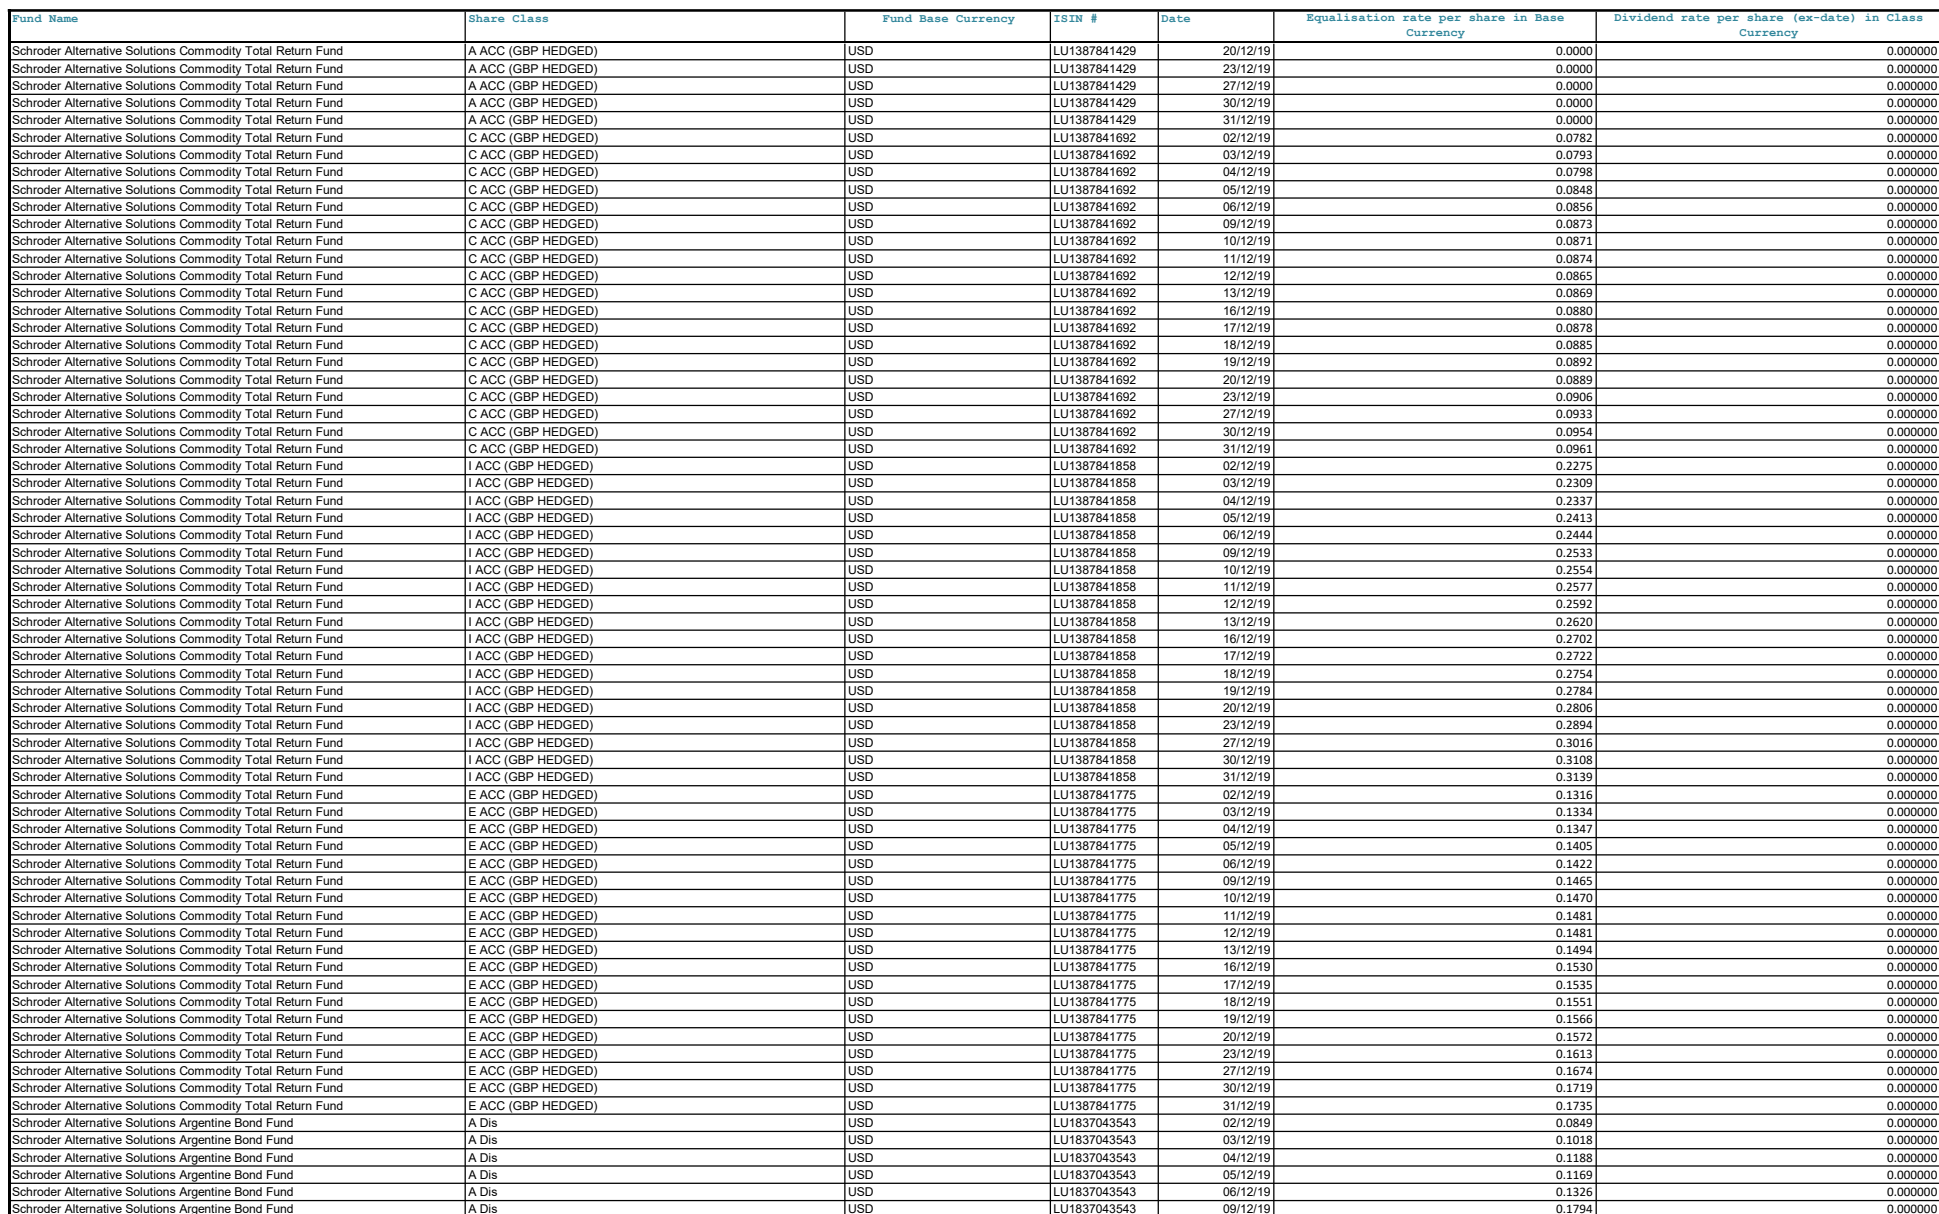 Fund Name Share Class Fund Base Currency ISIN # Date Equalisation rate per share in Base Currency Dividend rate per share (ex-date) in Class Currency
Schroder Alternative Solutions Commodity Total Return Fund A ACC (GBP HEDGED) USD LU1387841429 20/12/19 0.0000 0.000000
Schroder Alternative Solutions Commodity Total Return Fund A ACC (GBP HEDGED) USD LU1387841429 23/12/19 0.0000 0.000000
Schroder Alternative Solutions Commodity Total Return Fund A ACC (GBP HEDGED) USD LU1387841429 27/12/19 0.0000 0.000000
Schroder Alternative Solutions Commodity Total Return Fund A ACC (GBP HEDGED) USD LU1387841429 30/12/19 0.0000 0.000000
Schroder Alternative Solutions Commodity Total Return Fund A ACC (GBP HEDGED) USD LU1387841429 31/12/19 0.0000 0.000000
Schroder Alternative Solutions Commodity Total Return Fund C ACC (GBP HEDGED) USD LU1387841692 02/12/19 0.0782 0.000000
Schroder Alternative Solutions Commodity Total Return Fund C ACC (GBP HEDGED) USD LU1387841692 03/12/19 0.0793 0.000000
Schroder Alternative Solutions Commodity Total Return Fund C ACC (GBP HEDGED) USD LU1387841692 04/12/19 0.0798 0.000000
Schroder Alternative Solutions Commodity Total Return Fund C ACC (GBP HEDGED) USD LU1387841692 05/12/19 0.0848 0.000000
Schroder Alternative Solutions Commodity Total Return Fund C ACC (GBP HEDGED) USD LU1387841692 06/12/19 0.0856 0.000000
Schroder Alternative Solutions Commodity Total Return Fund C ACC (GBP HEDGED) USD LU1387841692 09/12/19 0.0873 0.000000
Schroder Alternative Solutions Commodity Total Return Fund C ACC (GBP HEDGED) USD LU1387841692 10/12/19 0.0871 0.000000
Schroder Alternative Solutions Commodity Total Return Fund C ACC (GBP HEDGED) USD LU1387841692 11/12/19 0.0874 0.000000
Schroder Alternative Solutions Commodity Total Return Fund C ACC (GBP HEDGED) USD LU1387841692 12/12/19 0.0865 0.000000
Schroder Alternative Solutions Commodity Total Return Fund C ACC (GBP HEDGED) USD LU1387841692 13/12/19 0.0869 0.000000
Schroder Alternative Solutions Commodity Total Return Fund C ACC (GBP HEDGED) USD LU1387841692 16/12/19 0.0880 0.000000
Schroder Alternative Solutions Commodity Total Return Fund C ACC (GBP HEDGED) USD LU1387841692 17/12/19 0.0878 0.000000
Schroder Alternative Solutions Commodity Total Return Fund C ACC (GBP HEDGED) USD LU1387841692 18/12/19 0.0885 0.000000
Schroder Alternative Solutions Commodity Total Return Fund C ACC (GBP HEDGED) USD LU1387841692 19/12/19 0.0892 0.000000
Schroder Alternative Solutions Commodity Total Return Fund C ACC (GBP HEDGED) USD LU1387841692 20/12/19 0.0889 0.000000
Schroder Alternative Solutions Commodity Total Return Fund C ACC (GBP HEDGED) USD LU1387841692 23/12/19 0.0906 0.000000
Schroder Alternative Solutions Commodity Total Return Fund C ACC (GBP HEDGED) USD LU1387841692 27/12/19 0.0933 0.000000
Schroder Alternative Solutions Commodity Total Return Fund C ACC (GBP HEDGED) USD LU1387841692 30/12/19 0.0954 0.000000
Schroder Alternative Solutions Commodity Total Return Fund C ACC (GBP HEDGED) USD LU1387841692 31/12/19 0.0961 0.000000
Schroder Alternative Solutions Commodity Total Return Fund I ACC (GBP HEDGED) USD LU1387841858 02/12/19 0.2275 0.000000
Schroder Alternative Solutions Commodity Total Return Fund I ACC (GBP HEDGED) USD LU1387841858 03/12/19 0.2309 0.000000
Schroder Alternative Solutions Commodity Total Return Fund I ACC (GBP HEDGED) USD LU1387841858 04/12/19 0.2337 0.000000
Schroder Alternative Solutions Commodity Total Return Fund I ACC (GBP HEDGED) USD LU1387841858 05/12/19 0.2413 0.000000
Schroder Alternative Solutions Commodity Total Return Fund I ACC (GBP HEDGED) USD LU1387841858 06/12/19 0.2444 0.000000
Schroder Alternative Solutions Commodity Total Return Fund I ACC (GBP HEDGED) USD LU1387841858 09/12/19 0.2533 0.000000
Schroder Alternative Solutions Commodity Total Return Fund I ACC (GBP HEDGED) USD LU1387841858 10/12/19 0.2554 0.000000
Schroder Alternative Solutions Commodity Total Return Fund I ACC (GBP HEDGED) USD LU1387841858 11/12/19 0.2577 0.000000
Schroder Alternative Solutions Commodity Total Return Fund I ACC (GBP HEDGED) USD LU1387841858 12/12/19 0.2592 0.000000
Schroder Alternative Solutions Commodity Total Return Fund I ACC (GBP HEDGED) USD LU1387841858 13/12/19 0.2620 0.000000
Schroder Alternative Solutions Commodity Total Return Fund I ACC (GBP HEDGED) USD LU1387841858 16/12/19 0.2702 0.000000
Schroder Alternative Solutions Commodity Total Return Fund I ACC (GBP HEDGED) USD LU1387841858 17/12/19 0.2722 0.000000
Schroder Alternative Solutions Commodity Total Return Fund I ACC (GBP HEDGED) USD LU1387841858 18/12/19 0.2754 0.000000
Schroder Alternative Solutions Commodity Total Return Fund I ACC (GBP HEDGED) USD LU1387841858 19/12/19 0.2784 0.000000
Schroder Alternative Solutions Commodity Total Return Fund I ACC (GBP HEDGED) USD LU1387841858 20/12/19 0.2806 0.000000
Schroder Alternative Solutions Commodity Total Return Fund I ACC (GBP HEDGED) USD LU1387841858 23/12/19 0.2894 0.000000
Schroder Alternative Solutions Commodity Total Return Fund I ACC (GBP HEDGED) USD LU1387841858 27/12/19 0.3016 0.000000
Schroder Alternative Solutions Commodity Total Return Fund I ACC (GBP HEDGED) USD LU1387841858 30/12/19 0.3108 0.000000
Schroder Alternative Solutions Commodity Total Return Fund I ACC (GBP HEDGED) USD LU1387841858 31/12/19 0.3139 0.000000
Schroder Alternative Solutions Commodity Total Return Fund E ACC (GBP HEDGED) USD LU1387841775 02/12/19 0.1316 0.000000
Schroder Alternative Solutions Commodity Total Return Fund E ACC (GBP HEDGED) USD LU1387841775 03/12/19 0.1334 0.000000
Schroder Alternative Solutions Commodity Total Return Fund E ACC (GBP HEDGED) USD LU1387841775 04/12/19 0.1347 0.000000
Schroder Alternative Solutions Commodity Total Return Fund E ACC (GBP HEDGED) USD LU1387841775 05/12/19 0.1405 0.000000
Schroder Alternative Solutions Commodity Total Return Fund E ACC (GBP HEDGED) USD LU1387841775 06/12/19 0.1422 0.000000
Schroder Alternative Solutions Commodity Total Return Fund E ACC (GBP HEDGED) USD LU1387841775 09/12/19 0.1465 0.000000
Schroder Alternative Solutions Commodity Total Return Fund E ACC (GBP HEDGED) USD LU1387841775 10/12/19 0.1470 0.000000
Schroder Alternative Solutions Commodity Total Return Fund E ACC (GBP HEDGED) USD LU1387841775 11/12/19 0.1481 0.000000
Schroder Alternative Solutions Commodity Total Return Fund E ACC (GBP HEDGED) USD LU1387841775 12/12/19 0.1481 0.000000
Schroder Alternative Solutions Commodity Total Return Fund E ACC (GBP HEDGED) USD LU1387841775 13/12/19 0.1494 0.000000
Schroder Alternative Solutions Commodity Total Return Fund E ACC (GBP HEDGED) USD LU1387841775 16/12/19 0.1530 0.000000
Schroder Alternative Solutions Commodity Total Return Fund E ACC (GBP HEDGED) USD LU1387841775 17/12/19 0.1535 0.000000
Schroder Alternative Solutions Commodity Total Return Fund E ACC (GBP HEDGED) USD LU1387841775 18/12/19 0.1551 0.000000
Schroder Alternative Solutions Commodity Total Return Fund E ACC (GBP HEDGED) USD LU1387841775 19/12/19 0.1566 0.000000
Schroder Alternative Solutions Commodity Total Return Fund E ACC (GBP HEDGED) USD LU1387841775 20/12/19 0.1572 0.000000
Schroder Alternative Solutions Commodity Total Return Fund E ACC (GBP HEDGED) USD LU1387841775 23/12/19 0.1613 0.000000
Schroder Alternative Solutions Commodity Total Return Fund E ACC (GBP HEDGED) USD LU1387841775 27/12/19 0.1674 0.000000
Schroder Alternative Solutions Commodity Total Return Fund E ACC (GBP HEDGED) USD LU1387841775 30/12/19 0.1719 0.000000
Schroder Alternative Solutions Commodity Total Return Fund E ACC (GBP HEDGED) USD LU1387841775 31/12/19 0.1735 0.000000
Schroder Alternative Solutions Argentine Bond Fund A Dis USD LU1837043543 02/12/19 0.0849 0.000000
Schroder Alternative Solutions Argentine Bond Fund A Dis USD LU1837043543 03/12/19 0.1018 0.000000
Schroder Alternative Solutions Argentine Bond Fund A Dis USD LU1837043543 04/12/19 0.1188 0.000000
Schroder Alternative Solutions Argentine Bond Fund A Dis USD LU1837043543 05/12/19 0.1169 0.000000
Schroder Alternative Solutions Argentine Bond Fund A Dis USD LU1837043543 06/12/19 0.1326 0.000000
Schroder Alternative Solutions Argentine Bond Fund A Dis USD LU1837043543 09/12/19 0.1794 0.000000